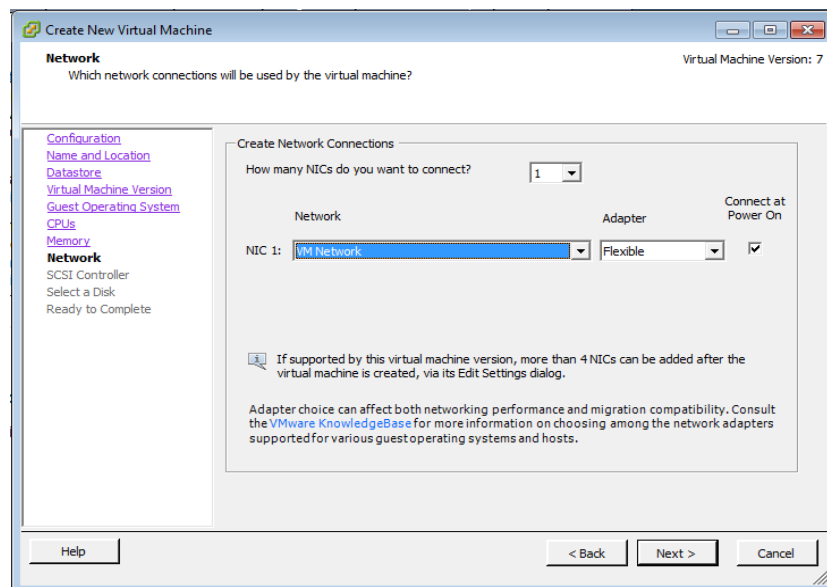 Create New Virtual Machine
Network
Which network connections will be used by the virtual machine?
Virtual Machine Version: 7
Configuration
Name and Location
Datastore
Virtual Machine Version
Guest Operating System
CPUs
Memory
Network
SCSI Controller
Select a Disk
Ready to Complete
Create Network Connections
How many NICs do you want to connect?
1
Network
Adapter
Connect at
Power On
NIC 1:
VM Network
Flexible
If supported by this virtual machine version, more than 4 NICs can be added after the
virtual machine is created, via its Edit Settings dialog.
Adapter choice can affect both networking performance and migration compatibility. Consult
the VMware KnowledgeBase for more information on choosing among the network adapters
supported for various guest operating systems and hosts.
Help
< Back
Next >
Cancel